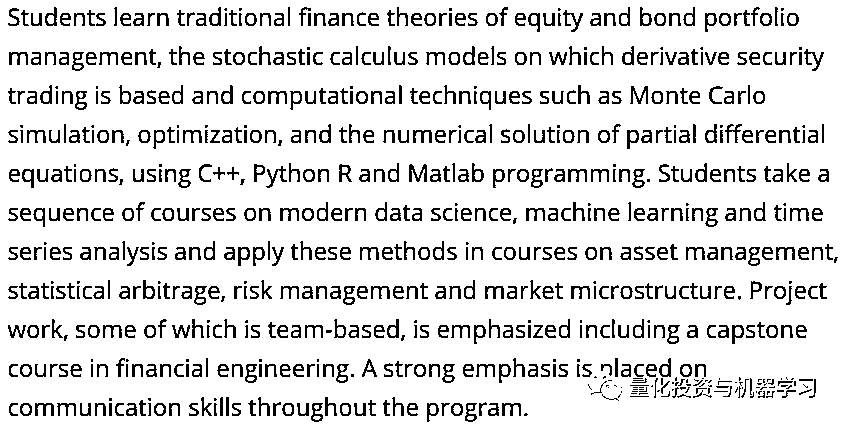 Students learn traditional finance theories of equity and bond portfolio
management, the stochastic calculus models on which derivative security
trading is based and computational techniques such as Monte Carlo
simulation, optimization, and the numerical solution of partial differential
equations, using C++, Python R and Matlab programming. Students take a
sequence of courses on modern data science, machine learning and time
series analysis and apply these methods in courses on asset management,
statistical arbitrage, risk management and market microstructure. Project
work, some of which is team-based, is emphasized including a capstone
course in financial engineering. A strong emphasis is placed on
量化投资与机器学习
communication skills throughout the program.